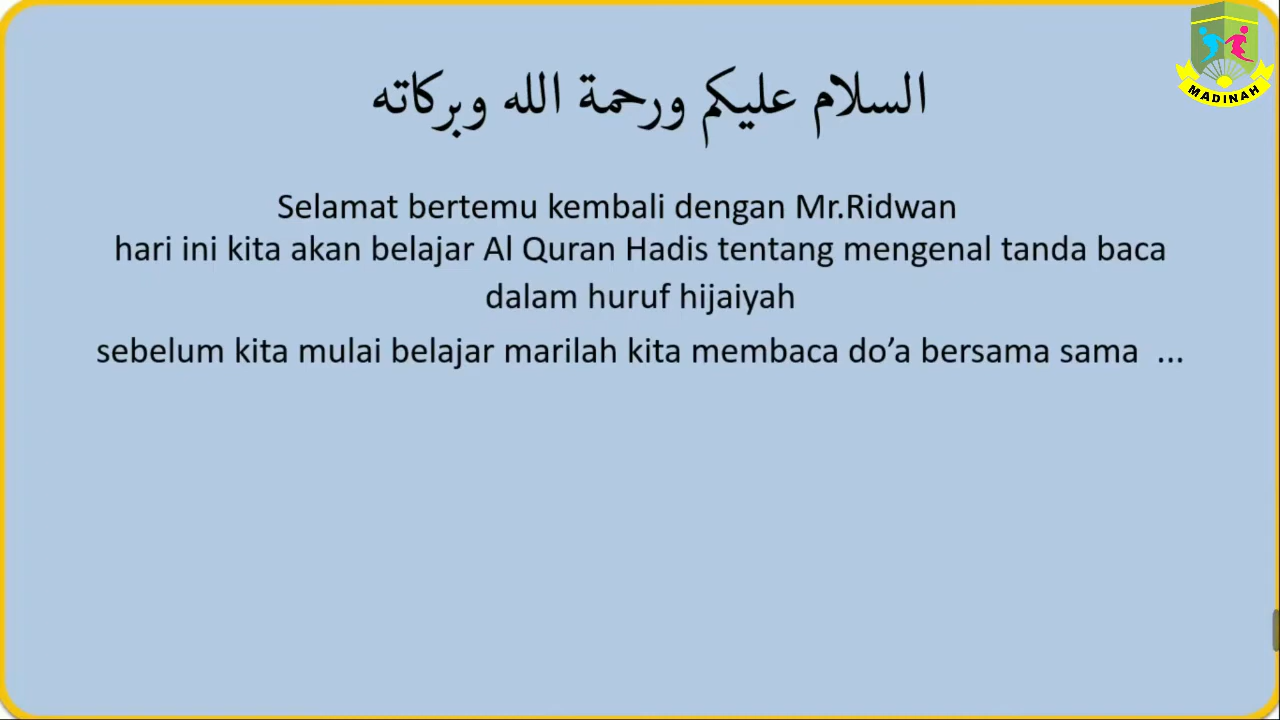 السلام عليكم ورحمة الله وبركاته
Selamat bertemu kembali dengan Mr.Ridwan
hari ini kita akan belajar Al Quran Hadis tentang mengenal tanda baca
dalam huruf hijaiyah
sebelum kita mulai belajar marilah kita membaca do’a bersama sama ...
MADINAH